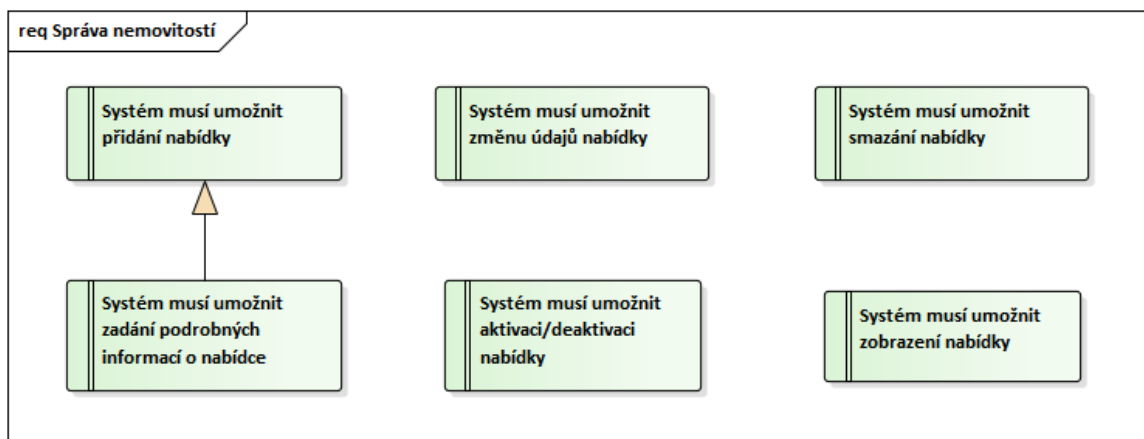 req Správa nemovitostí
Systém musí umožnit
přidání nabídky
Systém musí umožnit
změnu údajů nabídky
Systém musí umožnit
smazání nabídky
Systém musí umožnit
zadání podrobných
informací o nabídce
Systém musí umožnit
aktivaci/deaktivaci
nabídky
Systém musí umožnit
zobrazení nabídky